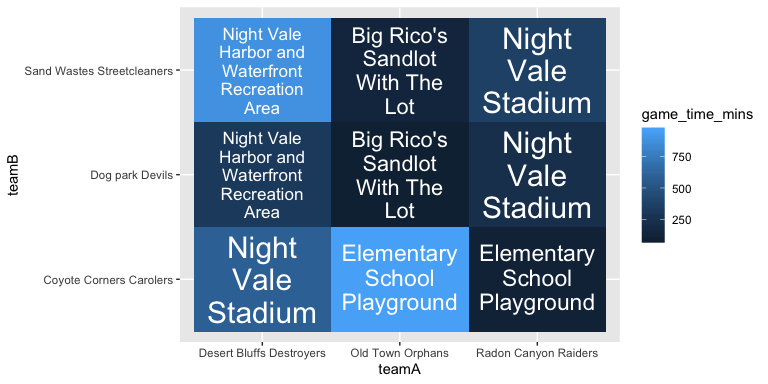 teamB
Sand Wastes Streetcleaners
Dog park Devils
Coyote Corners Carolers
Night Vale
Harbor and
Waterfront
Recreation
Area
Big Rico's
Sandlot
With The
Lot
Night
Vale
Stadium
Night Vale
Harbor and
Waterfront
Recreation
Area
Big Rico's
Sandlot
With The
Lot
Night
Vale
Stadium
Night
Vale
Stadium
Elementary
School
Playground
Elementary
School
Playground
Desert Bluffs Destroyers
Old Town Orphans
Radon Canyon Raiders
teamA
game_time_mins
750
500
250